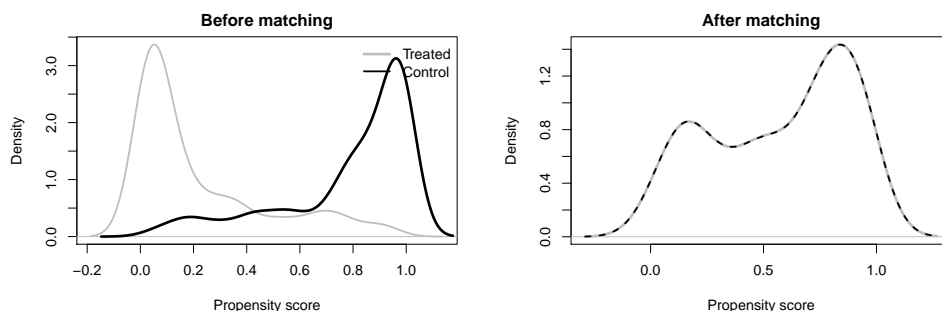 Before matching
Treated
Control
Density
0.0
1.0
2.0
3.0
−0.2
0.0
0.2
0.4
0.6
0.8
1.0
Propensity score
After matching
Density
0.0
0.4
0.8
1.2
0.0
0.5
1.0
Propensity score